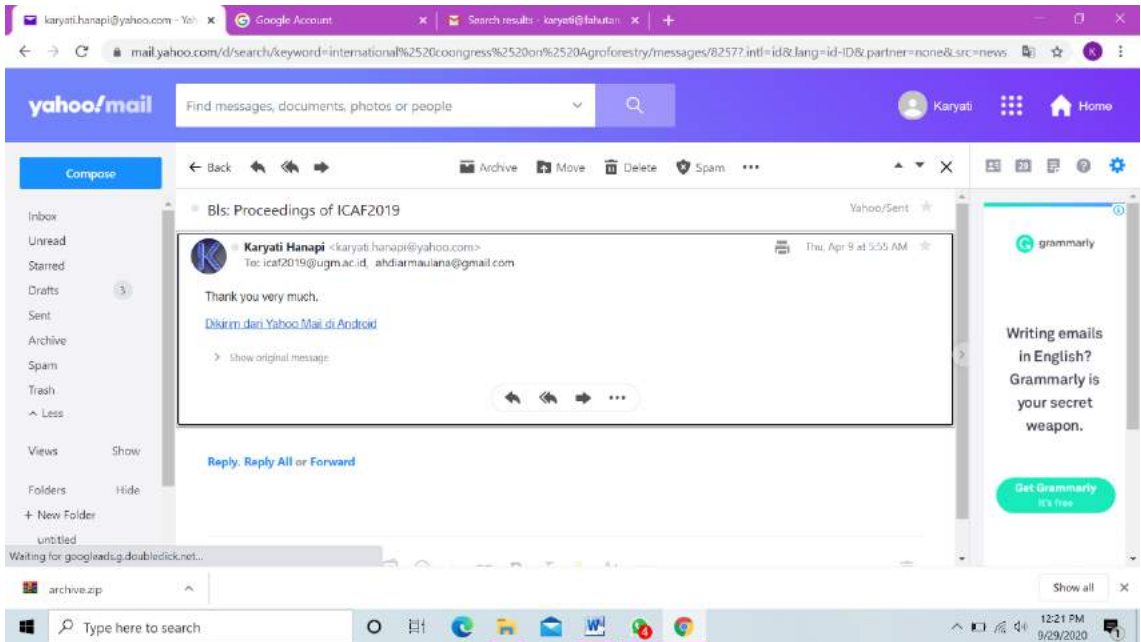 karyati.hanapi@yahoo.com - Yah
Google Account
Search results - karyati@fahutan
mail.yahoo.com/d/search/keyword=international%2520coongress%2520on%2520Agroforestry/messages/8257?.intl=id&.lang=id-ID&.partner=none&.src=news
K
yahoo!mail
Find messages, documents, photos or people
Karyati
Home
Compose
Back
Archive
Move
Delete
Spam
29
Bls: Proceedings of ICAF2019
Yahoo/Sent
Inbox
Unread
Starred
Drafts
3
Sent
Archive
Spam
Trash
Less
Views
Show
Folders
Hide
+ New Folder
untitled
K
Karyati Hanapi <karyati.hanapi@yahoo.com>
Thu, Apr 9 at 5:55 AM
To: icaf2019@ugm.ac.id, ahdiarmaulana@gmail.com
Thank you very much.
Dikirim dari Yahoo Mail di Android
Show original message
Reply, Reply All or Forward
grammarly
Writing emails
in English?
Grammarly is
your secret
weapon.
Get Grammarly
It's free
Waiting for googleads.g.doubleclick.net...
archive.zip
Show all
Type here to search
W
4
12:21 PM
9/29/2020
1